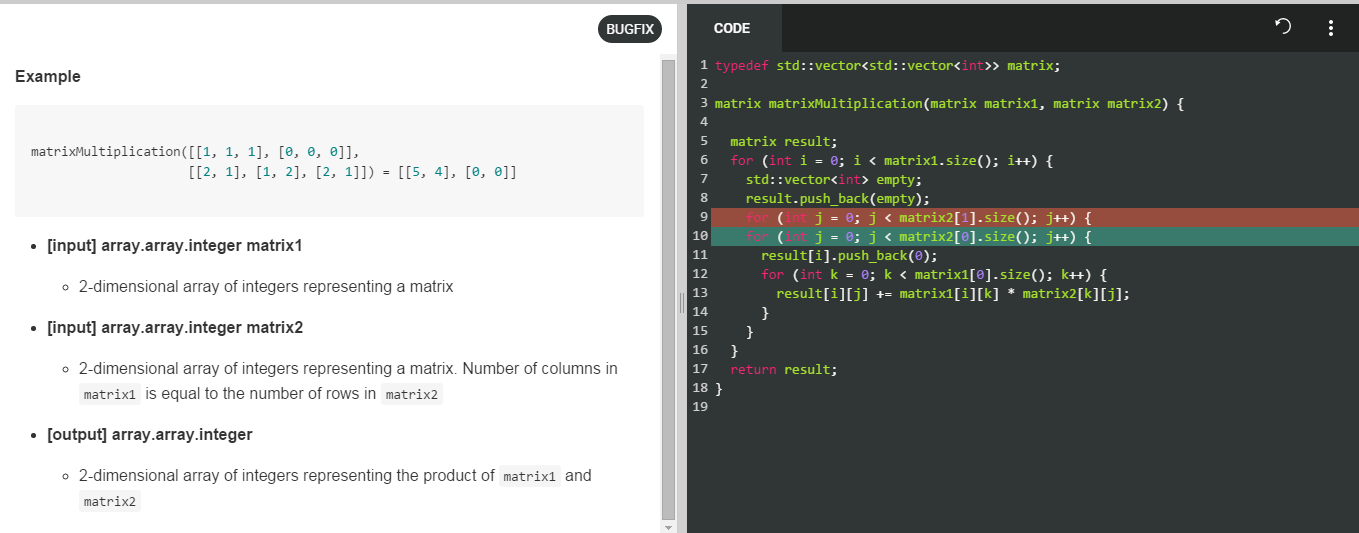 BUGFIX
Example
matrixMultiplication([[1, 1, 1], [0, 0, 0]],
[[2, 1], [1, 2], [2, 1]]) = [[5, 4], [0, 0]]
• [input] array.array.integer matrix1
○ 2-dimensional array of integers representing a matrix
• [input] array.array.integer matrix2
○ 2-dimensional array of integers representing a matrix. Number of columns in
matrix1 is equal to the number of rows in matrix2
• [output] array.array.integer
○ 2-dimensional array of integers representing the product of matrix1 and
matrix2
CODE
1 typedef std::vector<std::vector<int>> matrix;
2
3 matrix matrixMultiplication(matrix matrix1, matrix matrix2) {
4
5 matrix result;
6 for (int i = 0; i < matrix1.size(); i++) {
7 std::vector<int> empty;
8 result.push_back(empty);
9 for (int j = 0; j < matrix2[1].size(); j++) {
10 for (int j = 0; j < matrix2[0].size(); j++) {
11 result[i].push_back(0);
12 for (int k = 0; k < matrix1[0].size(); k++) {
13 result[i][j] += matrix1[i][k] * matrix2[k][j];
14 }
15 }
16 }
17 return result;
18 }
19